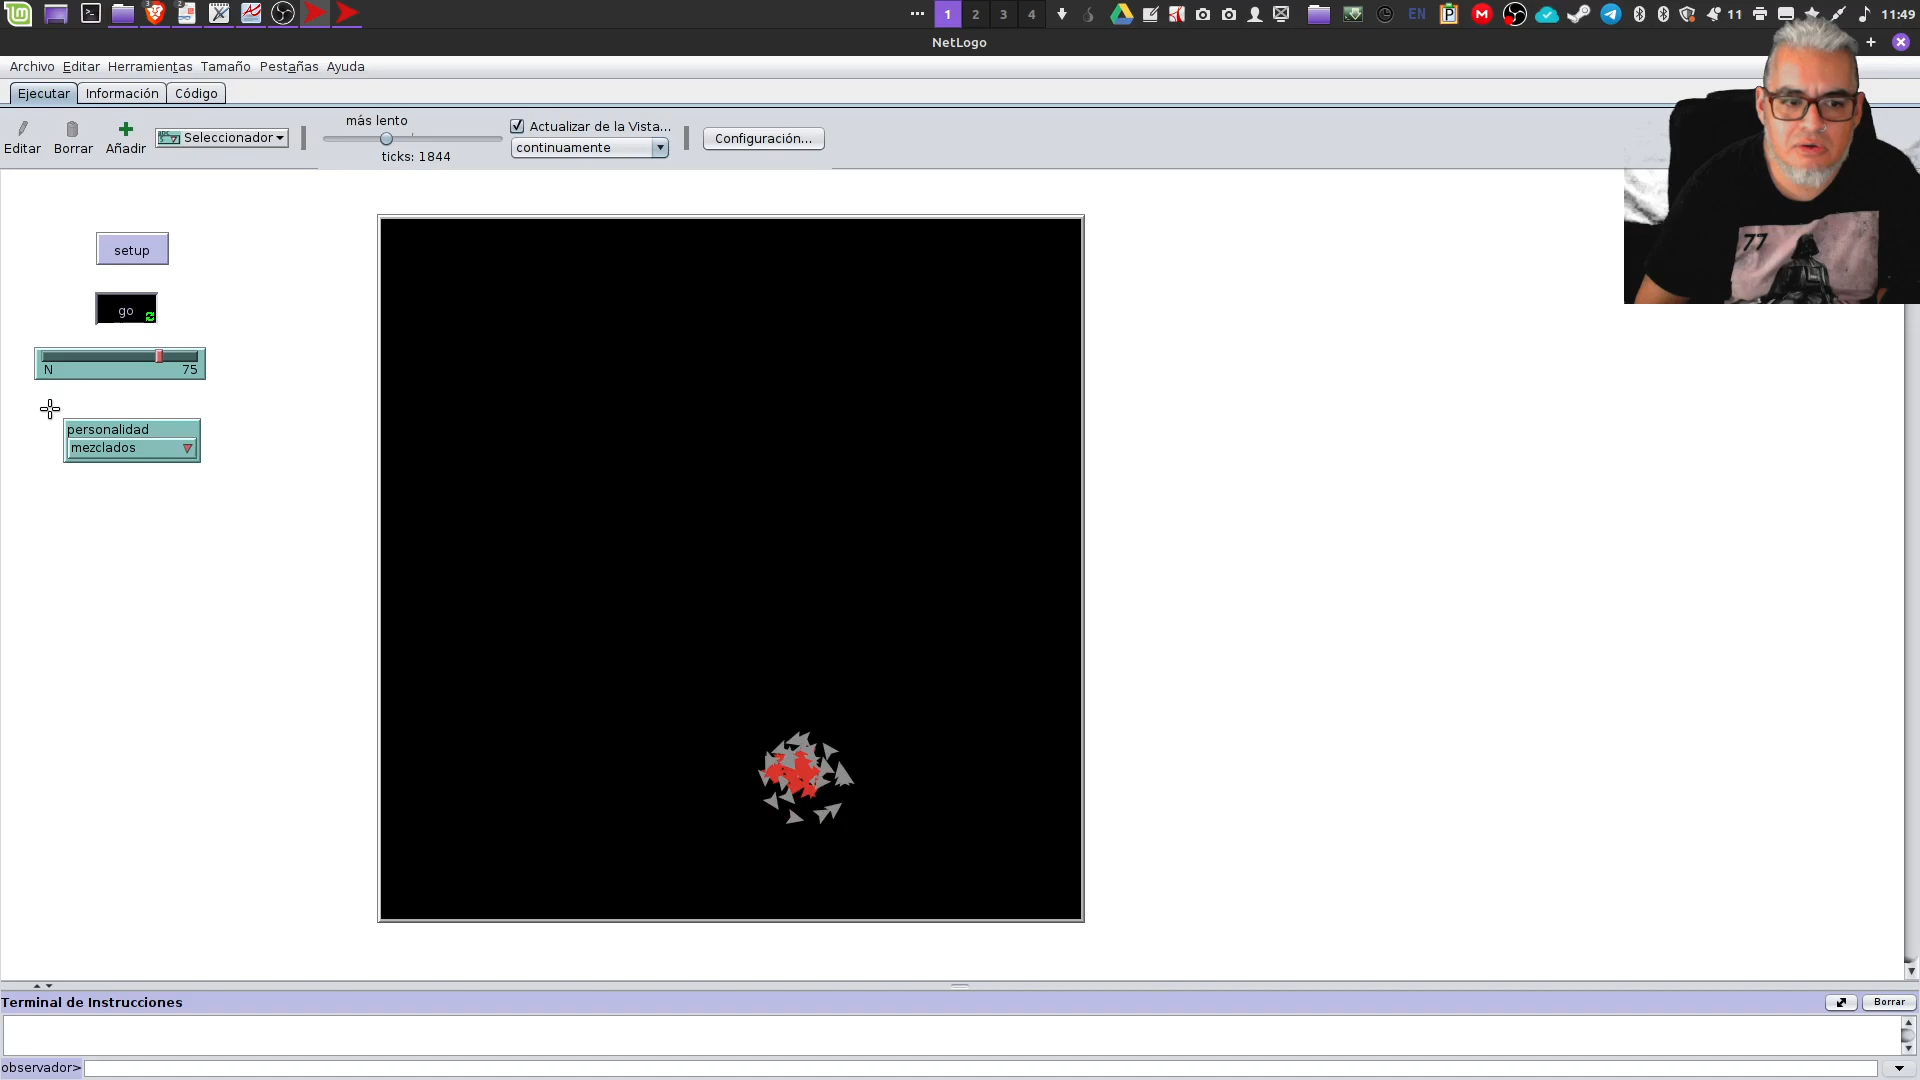 1 2 3 4 EN P M 11 11:49
NetLogo
Archivo Editar Herramientas Tamaño Pestañas Ayuda
Ejecutar Información Código
más lento
Actualizar de la Vista...
Editar Borrar Añadir Seleccionador continuamente Configuración...
ticks: 1844
setup
go
N 75
personalidad
mezclados
77
Terminal de Instrucciones Borrar
observador>